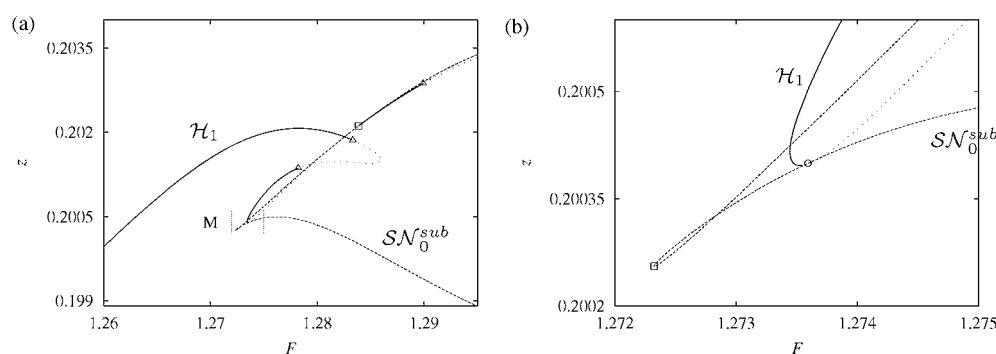 (a)
0.2035
0.202
0.2005
0.199
z
H₁
M
SN₀ˢᵘᵇ
1.26
1.27
1.28
1.29
F
(b)
0.2005
0.20035
0.2002
z
H₁
SN₀ˢᵘᵇ
1.272
1.273
1.274
1.275
F